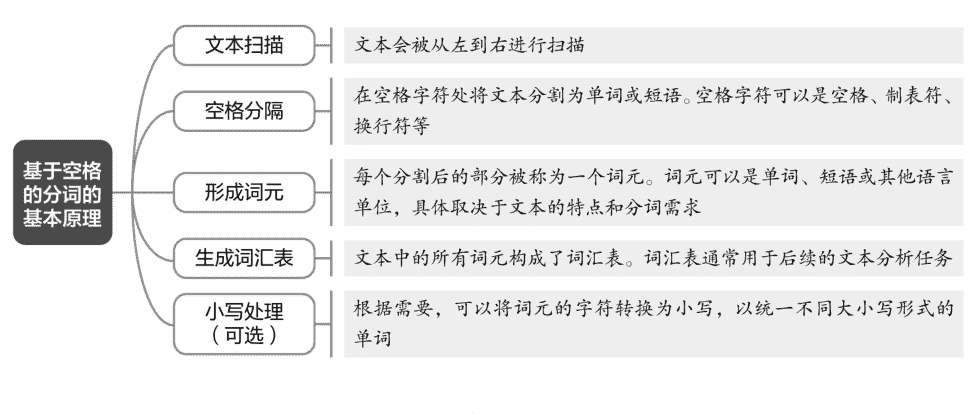 基于空格
的分词的
基本原理
文本扫描
文本会被从左到右进行扫描
空格分隔
在空格字符处将文本分割为单词或短语。空格字符可以是空格、制表符、
换行符等
形成词元
每个分割后的部分被称为一个词元。词元可以是单词、短语或其他语言
单位，具体取决于文本的特点和分词需求
生成词汇表
文本中的所有词元构成了词汇表。词汇表通常用于后续的文本分析任务
小写处理
（可选）
根据需要，可以将词元的字符转换为小写，以统一不同大小写形式的
单词